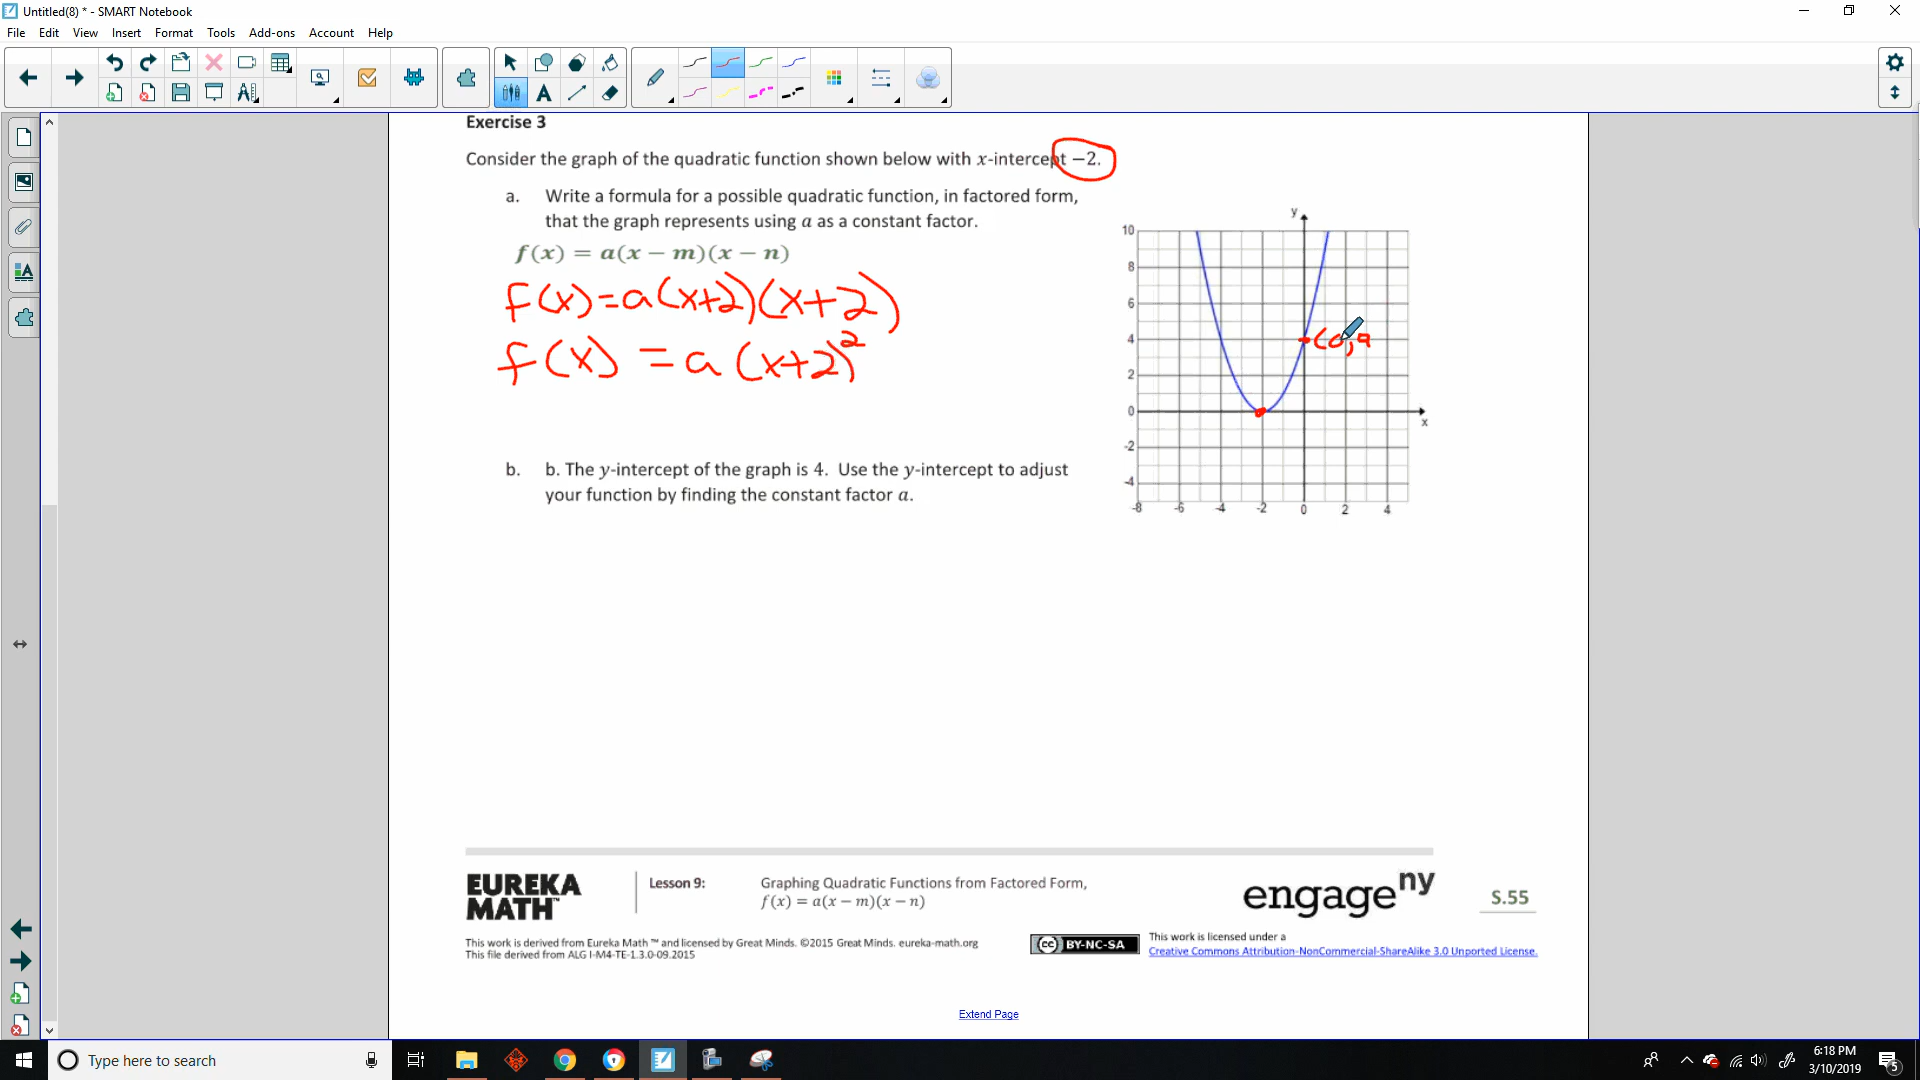 Untitled(8) * - SMART Notebook
File Edit View Insert Format Tools Add-ons Account Help
Exercise 3
Consider the graph of the quadratic function shown below with x-intercept −2.
a. Write a formula for a possible quadratic function, in factored form,
that the graph represents using a as a constant factor.
f(x) = a(x − m)(x − n)
f(x)=a(x+2)(x+2)
f(x) = a(x+2)²
y
10
8
6
4
2
0
-2
-4
-8 -6 -4 -2 0 2 4
x
(0,
b. b. The y-intercept of the graph is 4. Use the y-intercept to adjust
your function by finding the constant factor a.
EUREKA
MATH™
Lesson 9: Graphing Quadratic Functions from Factored Form,
f(x) = a(x − m)(x − n)
engageny
S.55
This work is derived from Eureka Math ™ and licensed by Great Minds. ©2015 Great Minds. eureka-math.org
This file derived from ALG I-M4-TE-1.3.0-09.2015
cc BY-NC-SA
This work is licensed under a
Creative Commons Attribution-NonCommercial-ShareAlike 3.0 Unported License.
Extend Page
Type here to search
6:18 PM
3/10/2019
5